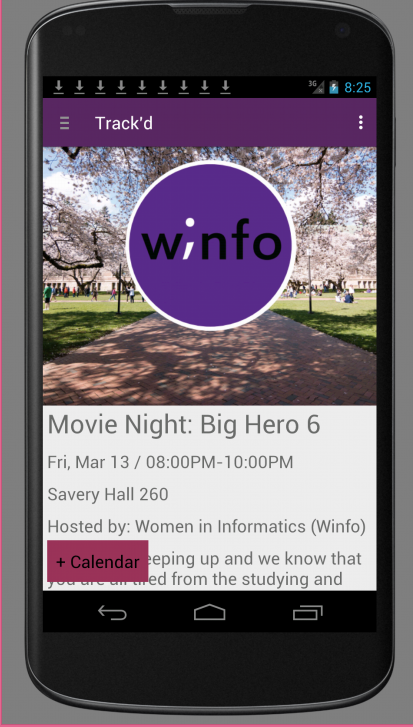 3G 8:25
Track'd
w;nfo
Movie Night: Big Hero 6
Fri, Mar 13 / 08:00PM-10:00PM
Savery Hall 260
Hosted by: Women in Informatics (Winfo)
+ Calendar eeping up and we know that
you are all tired from the studying and